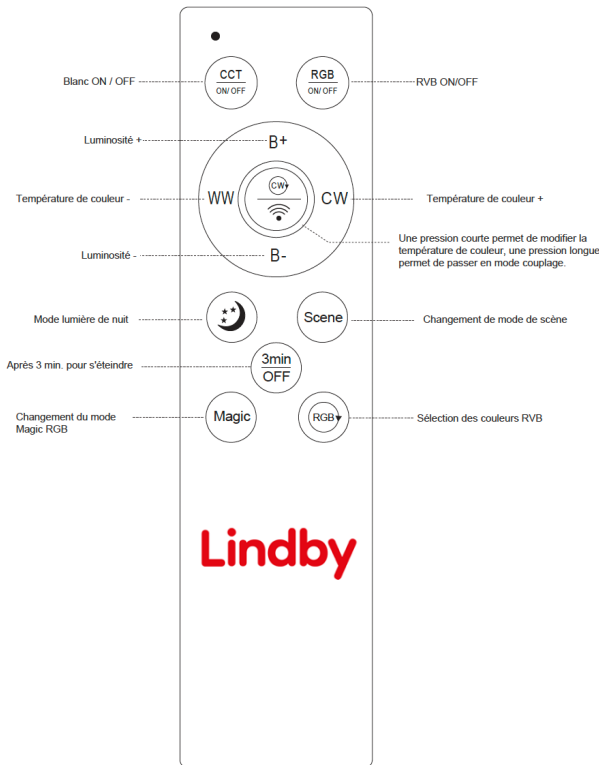 CCT
ON/ OFF
RGB
ON/ OFF
Blanc ON / OFF
RVB ON/OFF
Luminosité +
B+
Température de couleur -
WW
CW
CW
Température de couleur +
Une pression courte permet de modifier la
température de couleur, une pression longue
permet de passer en mode couplage.
Luminosité -
B-
Mode lumière de nuit
Scene
Changement de mode de scène
Après 3 min. pour s'éteindre
3min
OFF
Changement du mode
Magic RGB
Magic
RGB
Sélection des couleurs RVB
Lindby